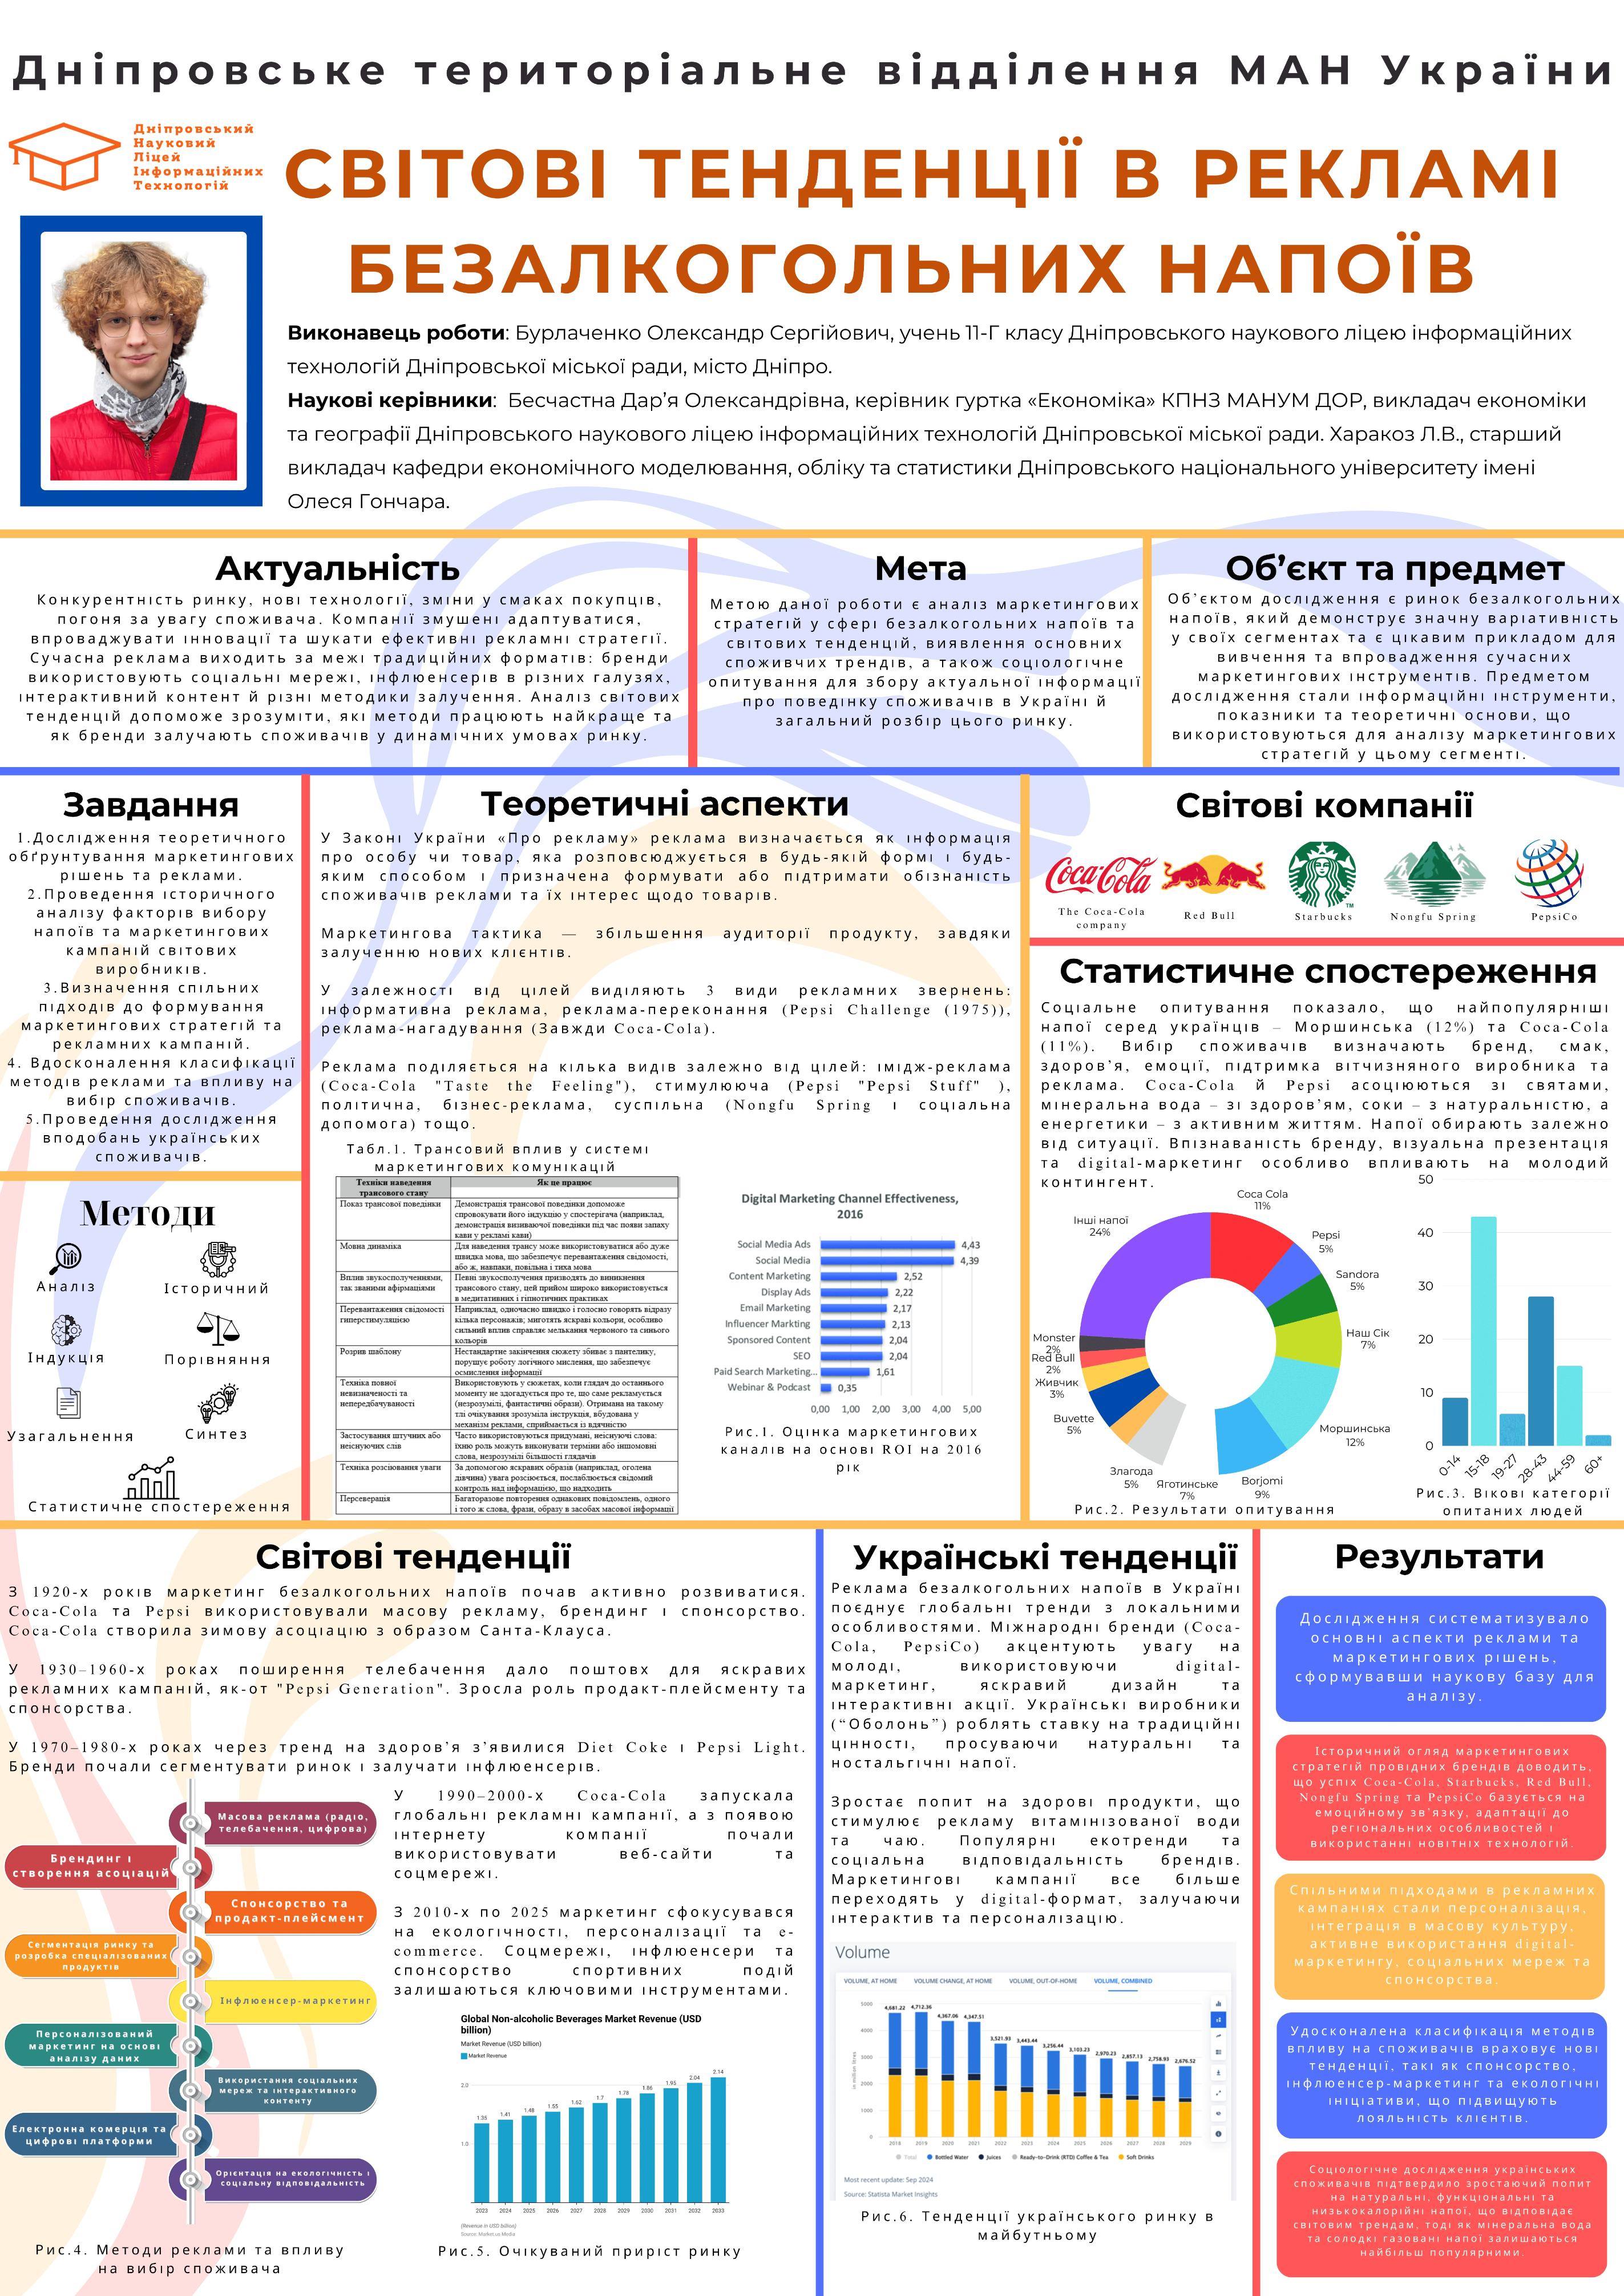 Дніпровське територіальне відділення МАН України
Дніпровський
Науковий
Ліцей
Інформаційних
Технологій
СВІТОВІ ТЕНДЕНЦІЇ В РЕКЛАМІ
БЕЗАЛКОГОЛЬНИХ НАПОЇВ
Виконавець роботи: Бурлаченко Олександр Сергійович, учень 11-Г класу Дніпровського наукового ліцею інформаційних
технологій Дніпровської міської ради, місто Дніпро.
Наукові керівники: Бесчастна Дар’я Олександрівна, керівник гуртка «Економіка» КПНЗ МАНУМ ДОР, викладач економіки
та географії Дніпровського наукового ліцею інформаційних технологій Дніпровської міської ради. Харакоз Л.В., старший
викладач кафедри економічного моделювання, обліку та статистики Дніпровського національного університету імені
Олеся Гончара.
Актуальність
Конкурентність ринку, нові технології, зміни у смаках покупців,
погоня за увагу споживача. Компанії змушені адаптуватися,
впроваджувати інновації та шукати ефективні рекламні стратегії.
Сучасна реклама виходить за межі традиційних форматів: бренди
використовують соціальні мережі, інфлюенсерів в різних галузях,
інтерактивний контент й різні методики залучення. Аналіз світових
тенденцій допоможе зрозуміти, які методи працюють найкраще та
як бренди залучають споживачів у динамічних умовах ринку.
Мета
Метою даної роботи є аналіз маркетингових
стратегій у сфері безалкогольних напоїв та
світових тенденцій, виявлення основних
споживчих трендів, а також соціологічне
опитування для збору актуальної інформації
про поведінку споживачів в Україні й
загальний розбір цього ринку.
Об’єкт та предмет
Об’єктом дослідження є ринок безалкогольних
напоїв, який демонструє значну варіативність
у своїх сегментах та є цікавим прикладом для
вивчення та впровадження сучасних
маркетингових інструментів. Предметом
дослідження стали інформаційні інструменти,
показники та теоретичні основи, що
використовуються для аналізу маркетингових
стратегій у цьому сегменті.
Завдання
1.Дослідження теоретичного
обґрунтування маркетингових
рішень та реклами.
2.Проведення історичного
аналізу факторів вибору
напоїв та маркетингових
кампаній світових
виробників.
3.Визначення спільних
підходів до формування
маркетингових стратегій та
рекламних кампаній.
4. Вдосконалення класифікації
методів реклами та впливу на
вибір споживачів.
5.Проведення дослідження
вподобань українських
споживачів.
Методи
Аналіз
Історичний
Індукція
Порівняння
Узагальнення
Синтез
Статистичне спостереження
Теоретичні аспекти
У Законі України «Про рекламу» реклама визначається як інформація
про особу чи товар, яка розповсюджується в будь-якій формі і будь-
яким способом і призначена формувати або підтримати обізнаність
споживачів реклами та їх інтерес щодо товарів.
Маркетингова тактика — збільшення аудиторії продукту, завдяки
залученню нових клієнтів.
У залежності від цілей виділяють 3 види рекламних звернень:
інформативна реклама, реклама-переконання (Pepsi Challenge (1975)),
реклама-нагадування (Завжди Coca-Cola).
Реклама поділяється на кілька видів залежно від цілей: імідж-реклама
(Coca-Cola "Taste the Feeling"), стимулююча (Pepsi "Pepsi Stuff" ),
політична, бізнес-реклама, суспільна (Nongfu Spring і соціальна
допомога) тощо.
Табл.1. Трансовий вплив у системі
маркетингових комунікацій
Техніки наведення
трансового стану
Як це працює
Показ трансової поведінки
Демонстрація трансової поведінки допоможе
спровокувати його індукцію у спостерігача (наприклад,
демонстрація визиваючої поведінки під час появи запаху
кави у рекламі кави)
Мовна динаміка
Для наведення трансу може використовуватися або дуже
швидка мова, що забезпечує перевантаження свідомості,
або ж, навпаки, повільна і тиха мова
Вплив звукосполученнями,
так званими афірмаціями
Певні звукосполучення призводять до виникнення
трансового стану, цей прийом широко використовується
в медитативних і гіпнотичних практиках
Перевантаження свідомості
гіперстимуляцією
Наприклад, одночасно швидко і голосно говорять відразу
кілька персонажів; миготять яскраві кольори, особливо
сильний вплив справляє мелькання червоного та синього
кольорів
Розрив шаблону
Нестандартне закінчення сюжету збиває з пантелику,
порушує роботу логічного мислення, що забезпечує
осмислення інформації
Техніка повної
невизначеності та
непередбачуваності
Використовують у сюжетах, коли глядач до останнього
моменту не здогадується про те, що саме рекламується
(незрозумілі, фантастичні образи). Отримана на такому
тлі очікування зрозуміла інструкція, вбудована у
механізм реклами, сприймається із вдячністю
Застосування штучних або
неіснуючих слів
Часто використовуються придумані, неіснуючі слова:
їхню роль можуть виконувати терміни або іншомовні
слова, незрозумілі більшості глядачів
Техніка розсіювання уваги
За допомогою яскравих образів (наприклад, оголена
дівчина) увага розсіюється, послаблюється свідомий
контроль над інформацією, що надходить
Персеверація
Багаторазове повторення однакових повідомлень, одного
і того ж слова, фрази, образу в засобах масової інформації
Digital Marketing Channel Effectiveness,
2016
Social Media Ads 4,43
Social Media 4,39
Content Marketing 2,52
Display Ads 2,22
Email Marketing 2,17
Influencer Markting 2,13
Sponsored Content 2,04
SEO 2,04
Paid Search Marketing... 1,61
Webinar & Podcast 0,35
0,00 1,00 2,00 3,00 4,00 5,00
Рис.1. Оцінка маркетингових
каналів на основі ROI на 2016
рік
Світові компанії
Coca-Cola
TM
The Coca-Cola
company
Red Bull
Starbucks
Nongfu Spring
PepsiCo
Статистичне спостереження
Соціальне опитування показало, що найпопулярніші
напої серед українців – Моршинська (12%) та Coca-Cola
(11%). Вибір споживачів визначають бренд, смак,
здоров’я, емоції, підтримка вітчизняного виробника та
реклама. Coca-Cola й Pepsi асоціюються зі святами,
мінеральна вода – зі здоров’ям, соки – з натуральністю, а
енергетики – з активним життям. Напої обирають залежно
від ситуації. Впізнаваність бренду, візуальна презентація
та digital-маркетинг особливо впливають на молодий
контингент.
Coca Cola
11%
Pepsi
5%
Sandora
5%
Наш Сік
7%
Моршинська
12%
Borjomi
9%
Яготинське
7%
Злагода
5%
Buvette
5%
Живчик
3%
Red Bull
2%
Monster
2%
Інші напої
24%
Рис.2. Результати опитування
50
40
30
20
10
0
0-14 15-18 19-27 28-43 44-59 60+
Рис.3. Вікові категорії
опитаних людей
Світові тенденції
З 1920-х років маркетинг безалкогольних напоїв почав активно розвиватися.
Coca-Cola та Pepsi використовували масову рекламу, брендинг і спонсорство.
Coca-Cola створила зимову асоціацію з образом Санта-Клауса.
У 1930–1960-х роках поширення телебачення дало поштовх для яскравих
рекламних кампаній, як-от "Pepsi Generation". Зросла роль продакт-плейсменту та
спонсорства.
У 1970–1980-х роках через тренд на здоров’я з’явилися Diet Coke і Pepsi Light.
Бренди почали сегментувати ринок і залучати інфлюенсерів.
У 1990–2000-х Coca-Cola запускала
глобальні рекламні кампанії, а з появою
інтернету компанії почали
використовувати веб-сайти та
соцмережі.
З 2010-х по 2025 маркетинг сфокусувався
на екологічності, персоналізації та e-
commerce. Соцмережі, інфлюенсери та
спонсорство спортивних подій
залишаються ключовими інструментами.
Масова реклама (радіо,
телебачення, цифрова)
Брендинг і
створення асоціацій
Спонсорство та
продакт-плейсмент
Сегментація ринку та
розробка спеціалізованих
продуктів
Інфлюенсер-маркетинг
Персоналізований
маркетинг на основі
аналізу даних
Використання соціальних
мереж та інтерактивного
контенту
Електронна комерція та
цифрові платформи
Орієнтація на екологічність і
соціальну відповідальність
Рис.4. Методи реклами та впливу
на вибір споживача
Global Non-alcoholic Beverages Market Revenue (USD
billion)
Market Revenue (USD billion)
Market Revenue
2.0
1.0
1.35 1.41 1.48 1.55 1.62 1.7 1.78 1.86 1.95 2.04 2.14
2023 2024 2025 2026 2027 2028 2029 2030 2031 2032 2033
(Revenue in USD billion)
Source: Market.us Media
Рис.5. Очікуваний приріст ринку
Українські тенденції
Реклама безалкогольних напоїв в Україні
поєднує глобальні тренди з локальними
особливостями. Міжнародні бренди (Coca-
Cola, PepsiCo) акцентують увагу на
молоді, використовуючи digital-
маркетинг, яскравий дизайн та
інтерактивні акції. Українські виробники
(“Оболонь”) роблять ставку на традиційні
цінності, просуваючи натуральні та
ностальгічні напої.
Зростає попит на здорові продукти, що
стимулює рекламу вітамінізованої води
та чаю. Популярні екотренди та
соціальна відповідальність брендів.
Маркетингові кампанії все більше
переходять у digital-формат, залучаючи
інтерактив та персоналізацію.
Volume
VOLUME, AT HOME VOLUME CHANGE, AT HOME VOLUME, OUT-OF-HOME VOLUME, COMBINED
in million litres
5000
4000
3000
2000
1000
0
4,681.22 4,712.36 4,367.06 4,347.51 3,521.93 3,443.44 3,256.44 3,103.23 2,970.23 2,857.13 2,758.93 2,676.52
2018 2019 2020 2021 2023 2024 2025 2026 2027 2028 2029
Total Bottled Water Juices Ready-to-Drink (RTD) Coffee & Tea Soft Drinks
Most recent update: Sep 2024
Source: Statista Market Insights
Рис.6. Тенденції українського ринку в
майбутньому
Результати
Дослідження систематизувало
основні аспекти реклами та
маркетингових рішень,
сформувавши наукову базу для
аналізу.
Історичний огляд маркетингових
стратегій провідних брендів доводить,
що успіх Coca-Cola, Starbucks, Red Bull,
Nongfu Spring та PepsiCo базується на
емоційному зв’язку, адаптації до
регіональних особливостей і
використанні новітніх технологій.
Спільними підходами в рекламних
кампаніях стали персоналізація,
інтеграція в масову культуру,
активне використання digital-
маркетингу, соціальних мереж та
спонсорства.
Удосконалена класифікація методів
впливу на споживачів враховує нові
тенденції, такі як спонсорство,
інфлюенсер-маркетинг та екологічні
ініціативи, що підвищують
лояльність клієнтів.
Соціологічне дослідження українських
споживачів підтвердило зростаючий попит
на натуральні, функціональні та
низькокалорійні напої, що відповідає
світовим трендам, тоді як мінеральна вода
та солодкі газовані напої залишаються
найбільш популярними.